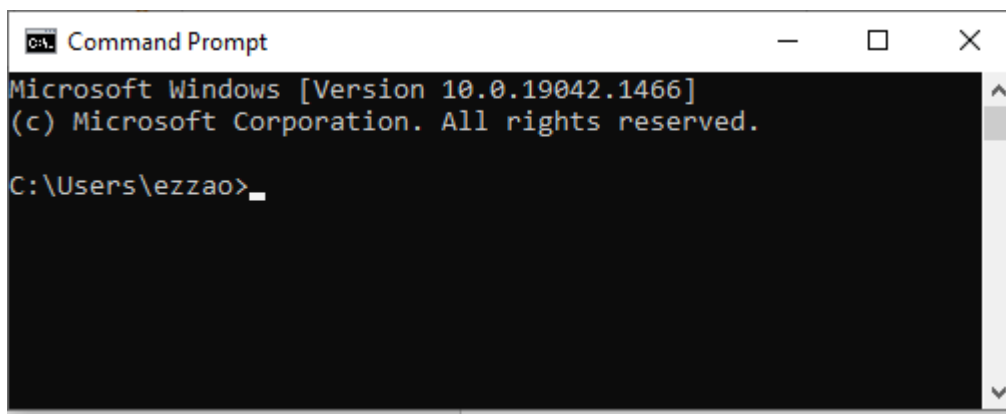 Command Prompt
Microsoft Windows [Version 10.0.19042.1466]
(c) Microsoft Corporation. All rights reserved.
C:\Users\ezzao>